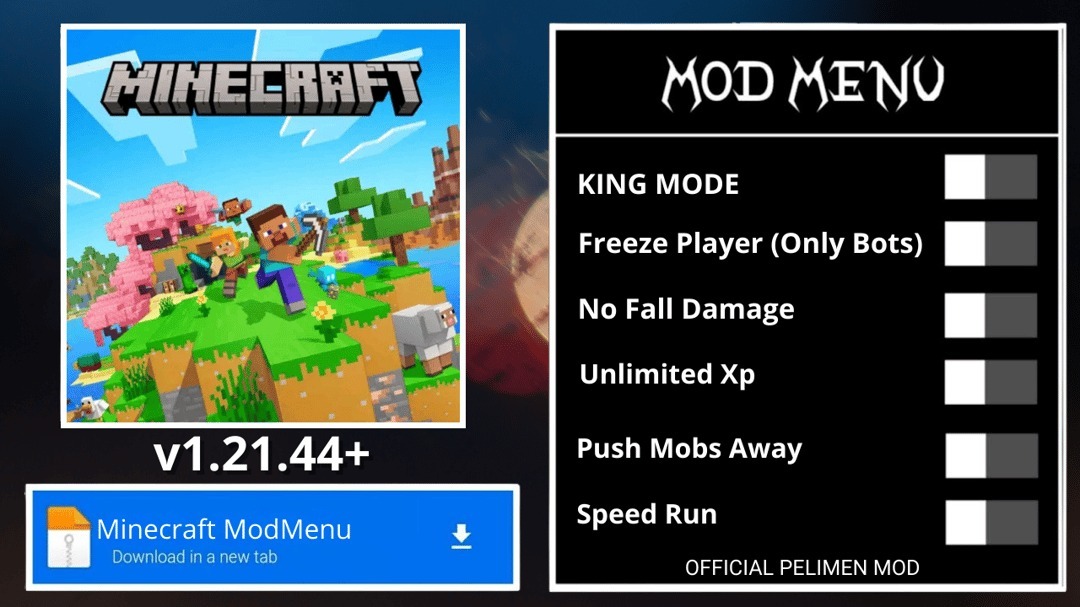 MINECRAFT
v1.21.44+
Minecraft ModMenu
Download in a new tab
MOD MENU
KING MODE
Freeze Player (Only Bots)
No Fall Damage
Unlimited Xp
Push Mobs Away
Speed Run
OFFICIAL PELIMEN MOD